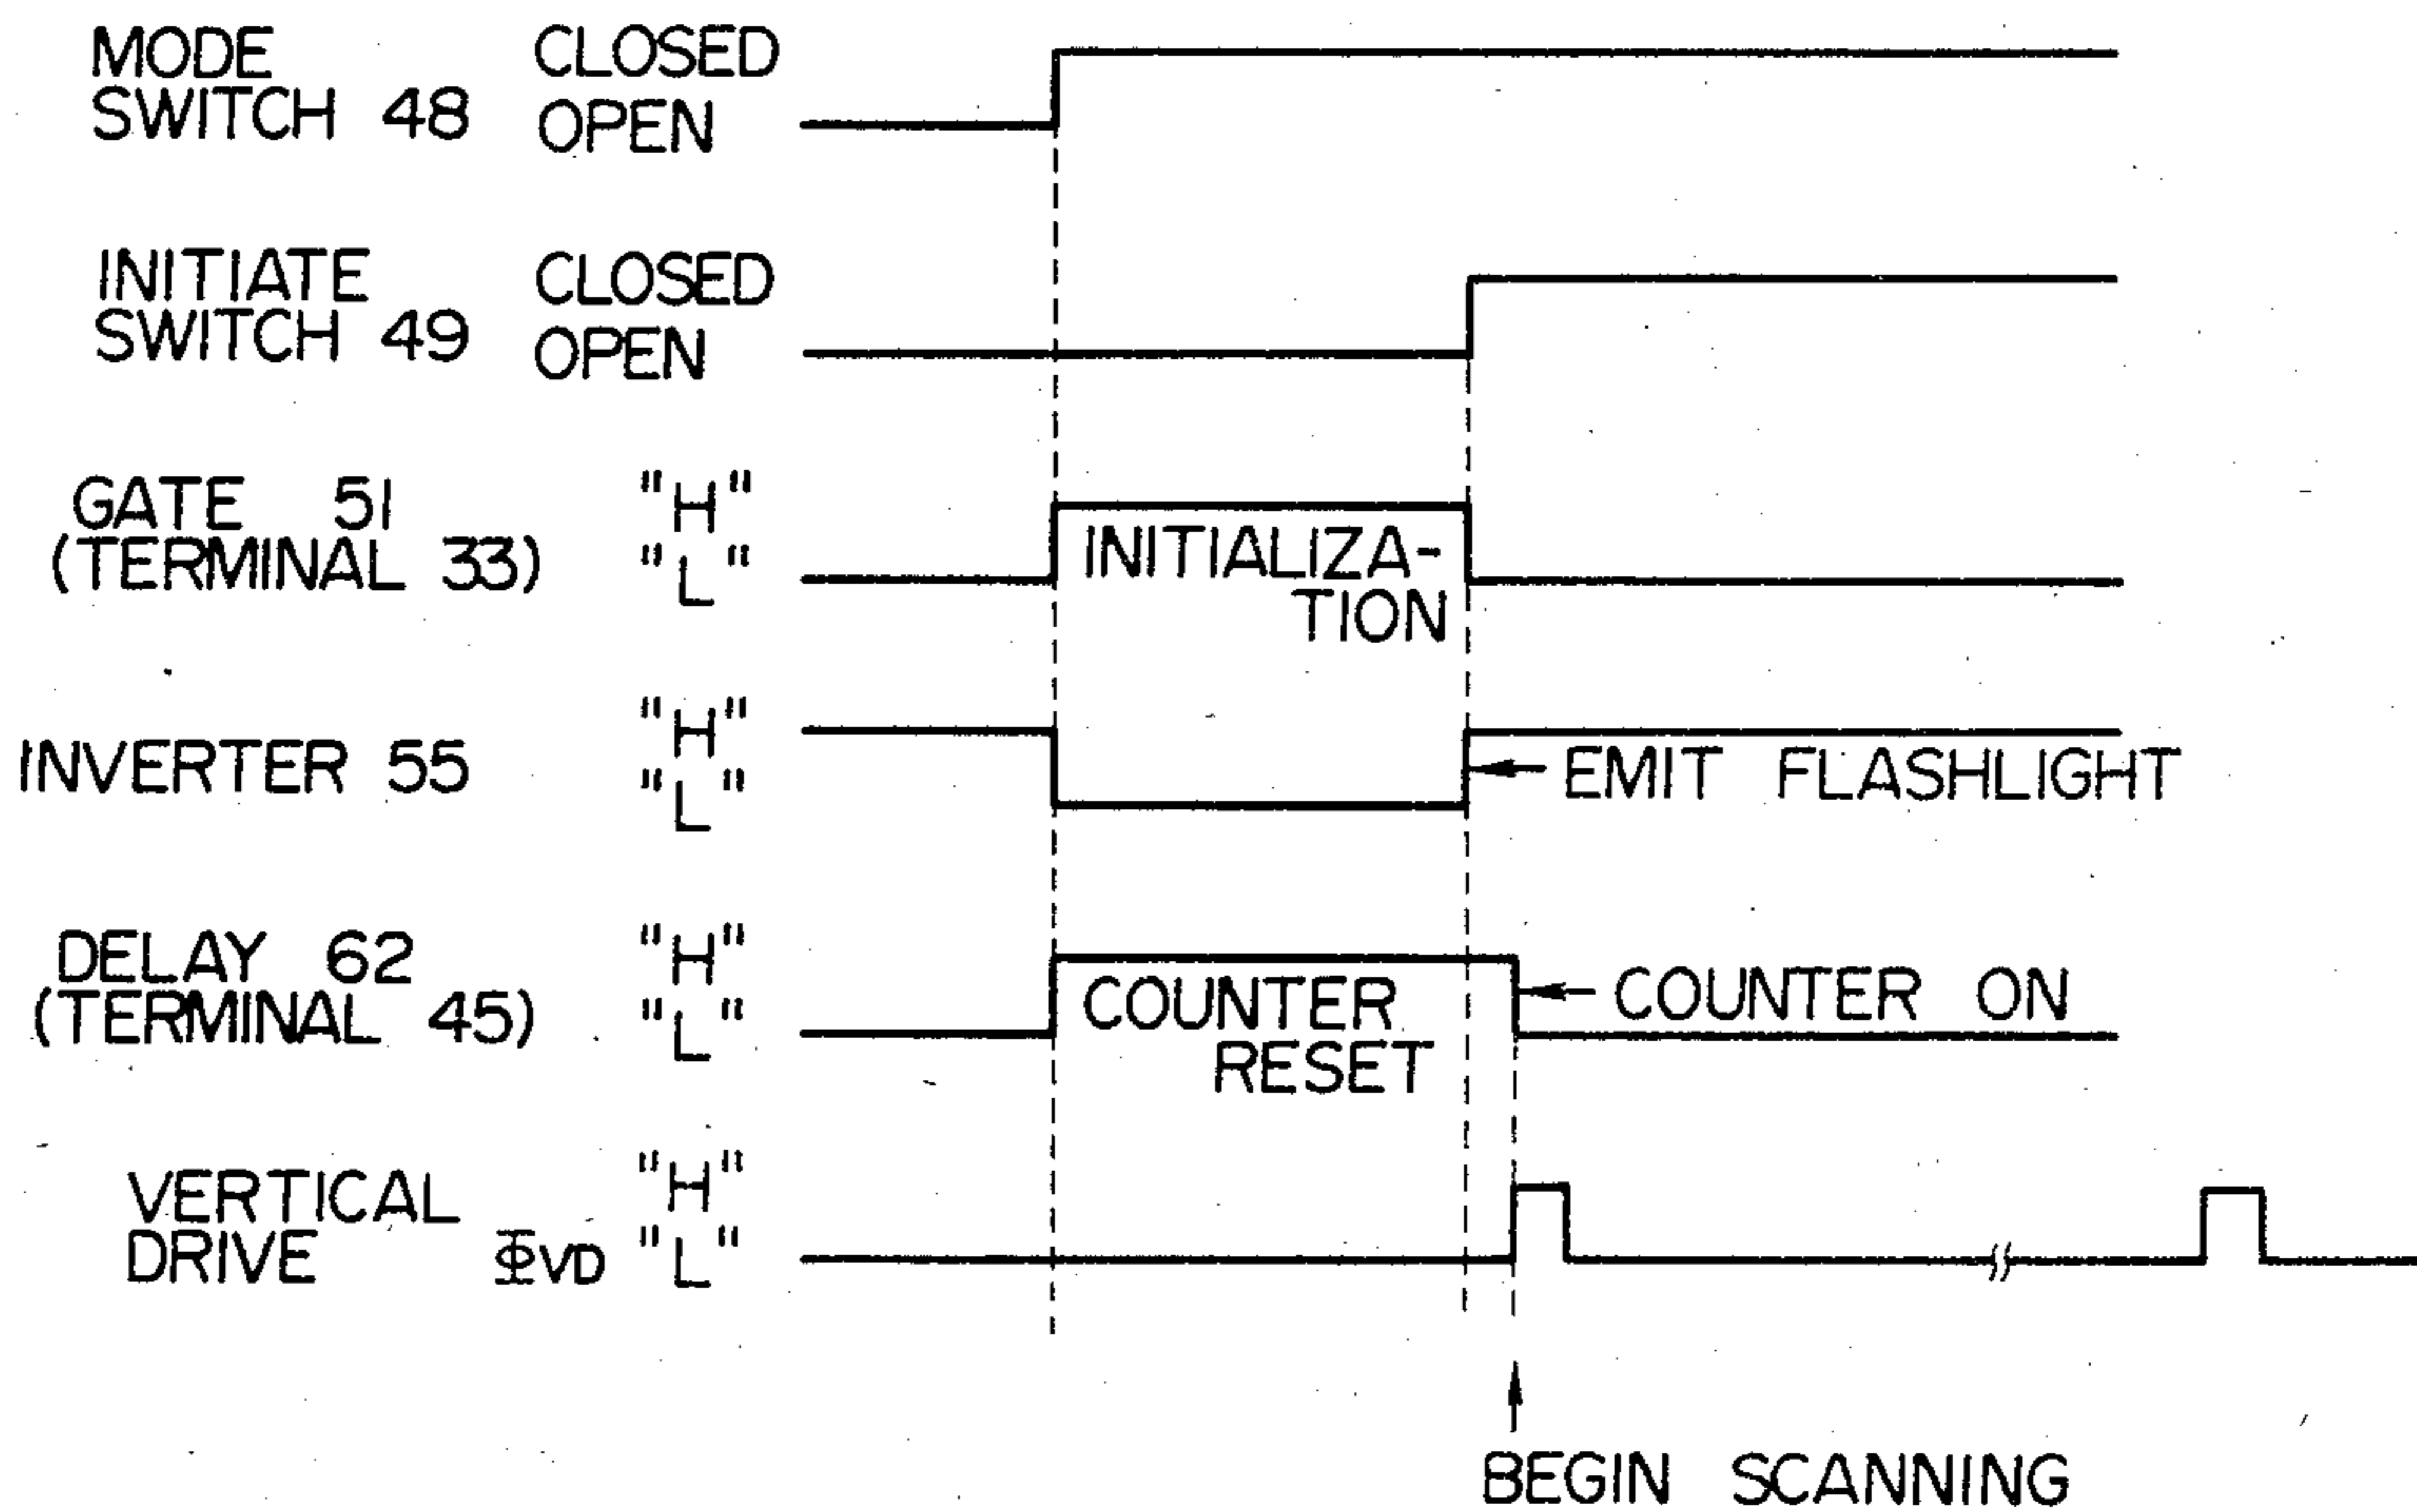 MODE CLOSED
SWITCH 48 OPEN
INITIATE CLOSED
SWITCH 49 OPEN
GATE 51 "H"
(TERMINAL 33) "L"
INITIALIZA-
TION
INVERTER 55 "H"
"L"
EMIT FLASHLIGHT
DELAY 62 "H"
(TERMINAL 45) "L"
COUNTER
RESET
COUNTER ON
VERTICAL "H"
DRIVE ΦVD "L"
BEGIN SCANNING